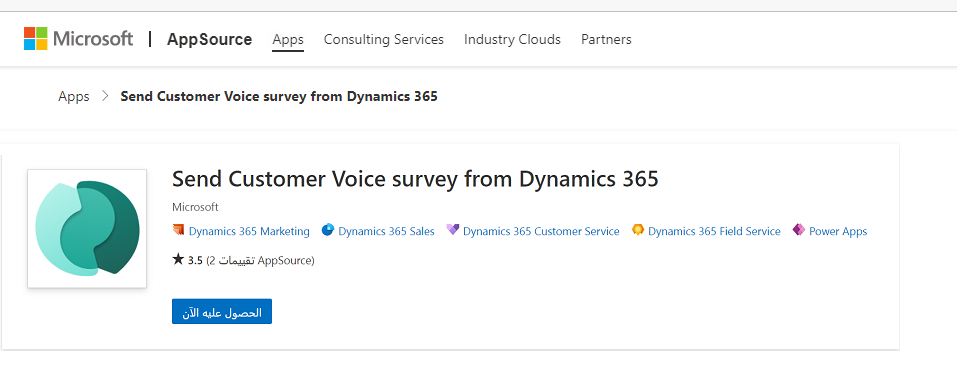 Microsoft | AppSource Apps Consulting Services Industry Clouds Partners
Apps > Send Customer Voice survey from Dynamics 365
Send Customer Voice survey from Dynamics 365
Microsoft
Dynamics 365 Marketing Dynamics 365 Sales Dynamics 365 Customer Service Dynamics 365 Field Service Power Apps
★ 3.5 (2 تقييمات AppSource)
الحصول عليه الآن